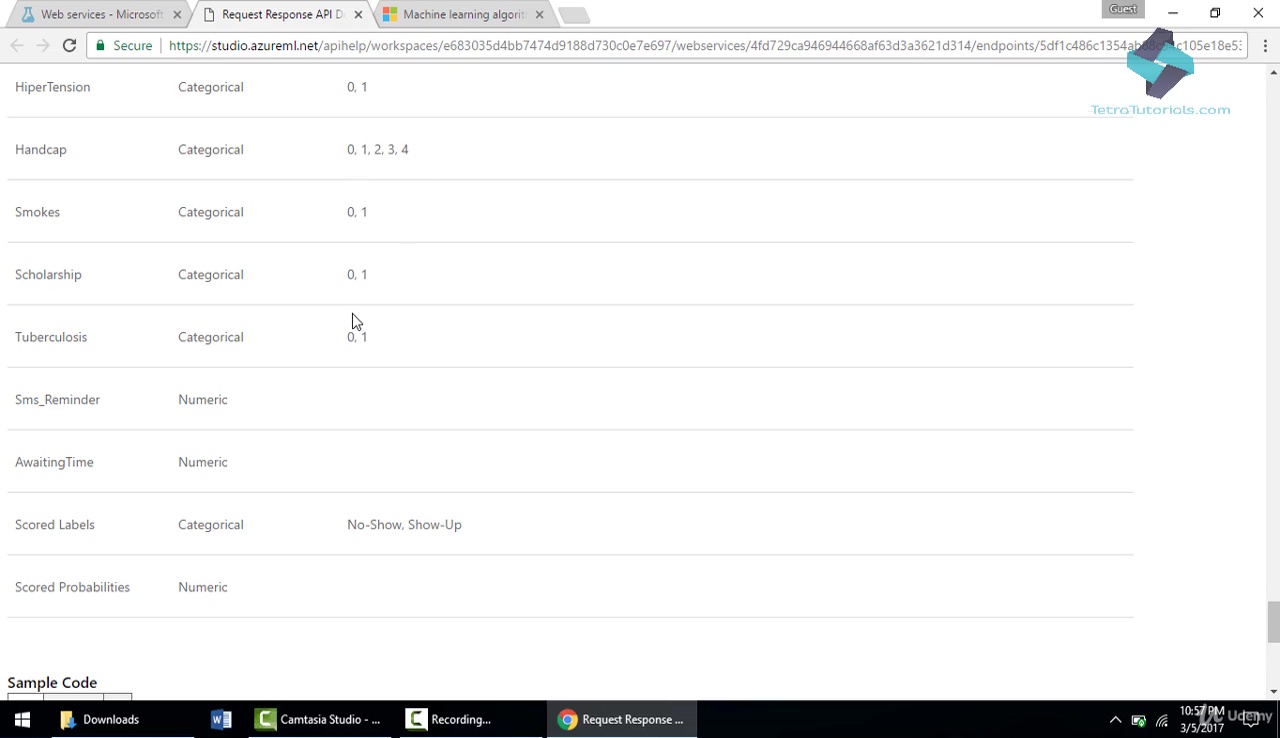 Web services - Microsoft
Request Response API D
Machine learning algorit
Guest
Secure
https://studio.azureml.net/apihelp/workspaces/e683035d4bb7474d9188d730c0e7e697/webservices/4fd729ca946944668af63d3a3621d314/endpoints/
TetraTutorials.com
HiperTension Categorical 0, 1
Handcap Categorical 0, 1, 2, 3, 4
Smokes Categorical 0, 1
Scholarship Categorical 0, 1
Tuberculosis Categorical 0, 1
Sms_Reminder Numeric
AwaitingTime Numeric
Scored Labels Categorical No-Show, Show-Up
Scored Probabilities Numeric
Sample Code
Downloads
Camtasia Studio - ...
Recording...
Request Response ...
10:57 PM
3/5/2017
Udemy